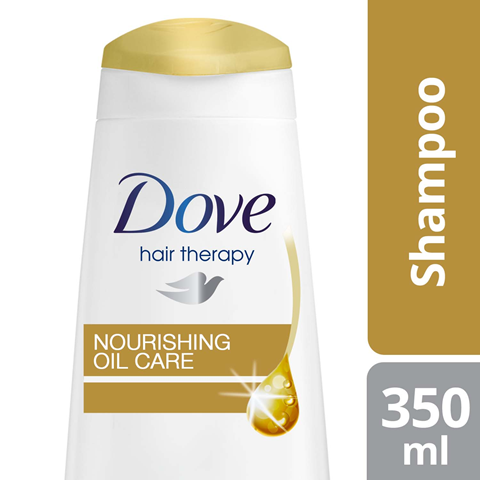 Dove
hair therapy
NOURISHING
OIL CARE
Shampoo
350
ml